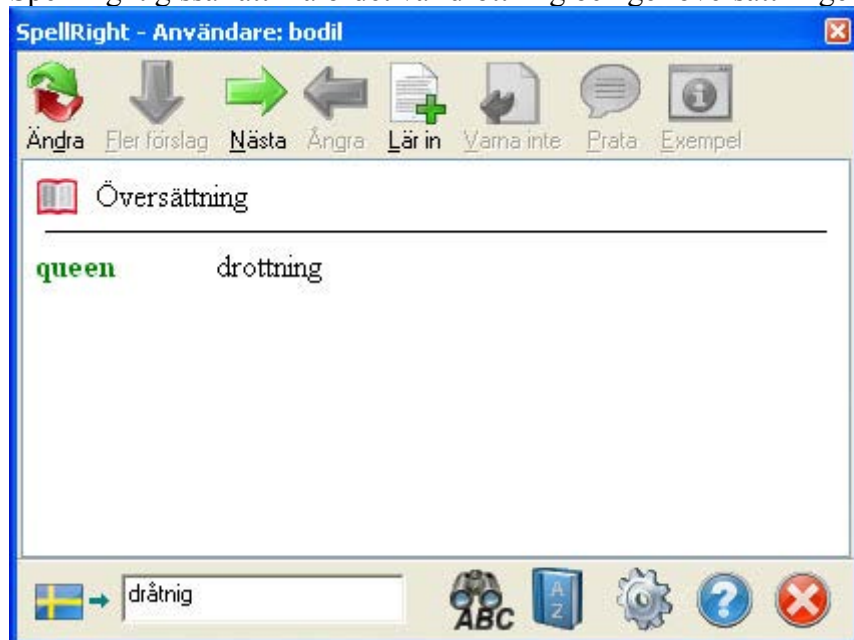 SpellRight - Användare: bodil
Ändra Fler förslag Nästa Ångra Lär in Varna inte Prata Exempel
Översättning
queen drottning
dråtnig
ABC
A
Z